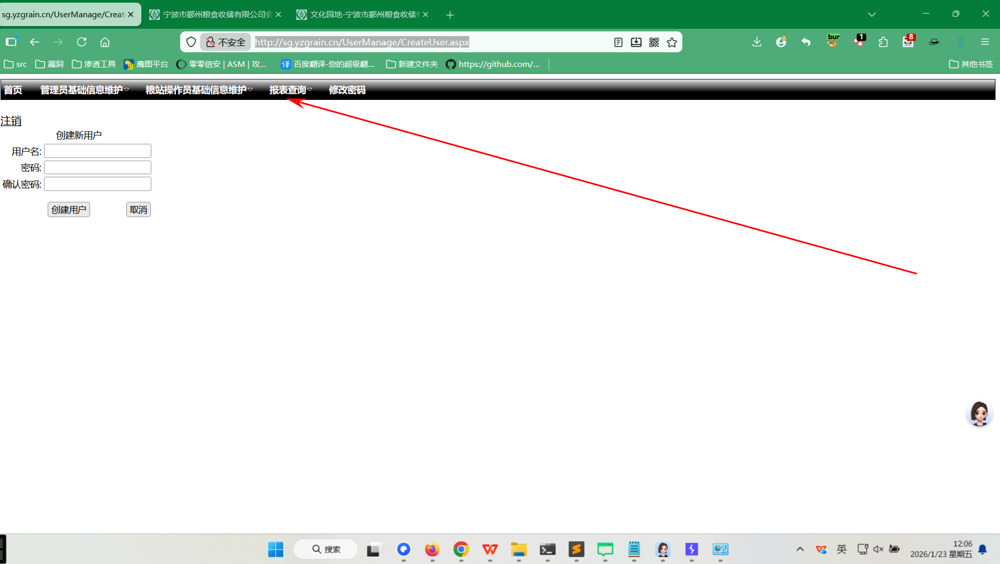 sg.yzgrain.cn/UserManage/Creat
宁波市鄞州粮食收储有限公司会
文化园地-宁波市鄞州粮食收储有
不安全
http://sg.yzgrain.cn/UserManage/CreateUser.aspx
bur
1
8
src
漏洞
渗透工具
鹰图平台
零零信安 | ASM | 攻...
译 百度翻译-您的超级翻...
新建文件夹
https://github.com/...
其他书签
首页 管理员基础信息维护 粮站操作员基础信息维护 报表查询 修改密码
注销
创建新用户
用户名:
密码:
确认密码:
创建用户 取消
搜索
英
12:06
2026/1/23 星期五